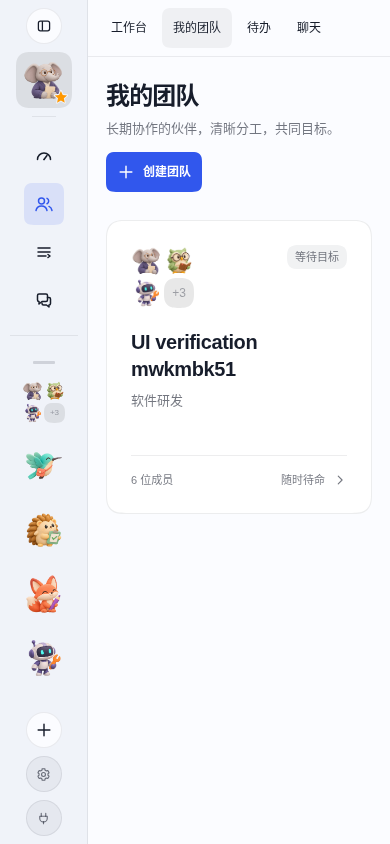 工作台 我的团队 待办 聊天
我的团队
长期协作的伙伴，清晰分工，共同目标。
创建团队
等待目标
+3
UI verification
mwkmbk51
软件研发
6 位成员 随时待命
+3